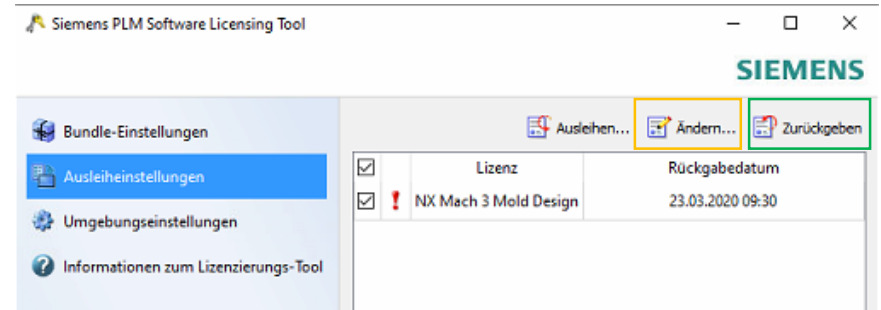 Siemens PLM Software Licensing Tool
SIEMENS
Bundle-Einstellungen
Ausleiheinstellungen
Umgebungseinstellungen
Informationen zum Lizenzierungs-Tool
Ausleihen... Ändern... Zurückgeben
Lizenz Rückgabedatum
NX Mach 3 Mold Design 23.03.2020 09:30